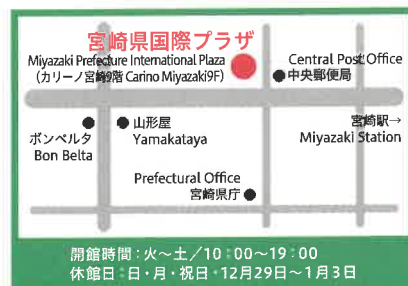 宮崎県国際プラザ
Miyazaki Prefecture International Plaza
(カリーノ宮崎9階 Carino Miyazaki9F)
Central Post Office
中央郵便局
ボンベルタ
Bon Belta
山形屋
Yamakataya
宮崎駅→
Miyazaki Station
Prefectural Office
宮崎県庁
開館時間：火～土／10：00～19：00
休館日：日・月・祝日・12月29日～1月3日